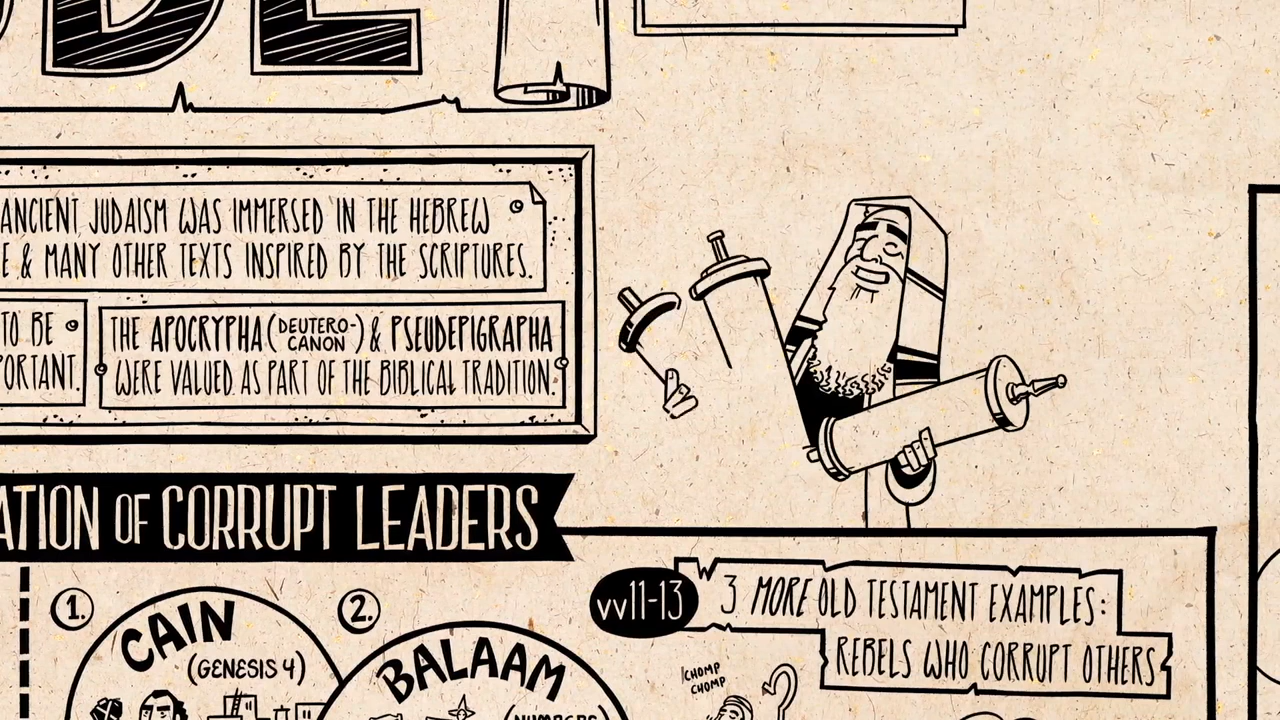 DE
ANCIENT JUDAISM WAS IMMERSED IN THE HEBREW
E & MANY OTHER TEXTS INSPIRED BY THE SCRIPTURES.
TO BE
PORTANT.
THE APOCRYPHA (DEUTERO-CANON) & PSEUDEPIGRAPHA
WERE VALUED AS PART OF THE BIBLICAL TRADITION.
ATION OF CORRUPT LEADERS
1.
CAIN
(GENESIS 4)
2.
BALAAM
(NUMBERS
vv11-13
3 MORE OLD TESTAMENT EXAMPLES:
REBELS WHO CORRUPT OTHERS
CHOMP
CHOMP